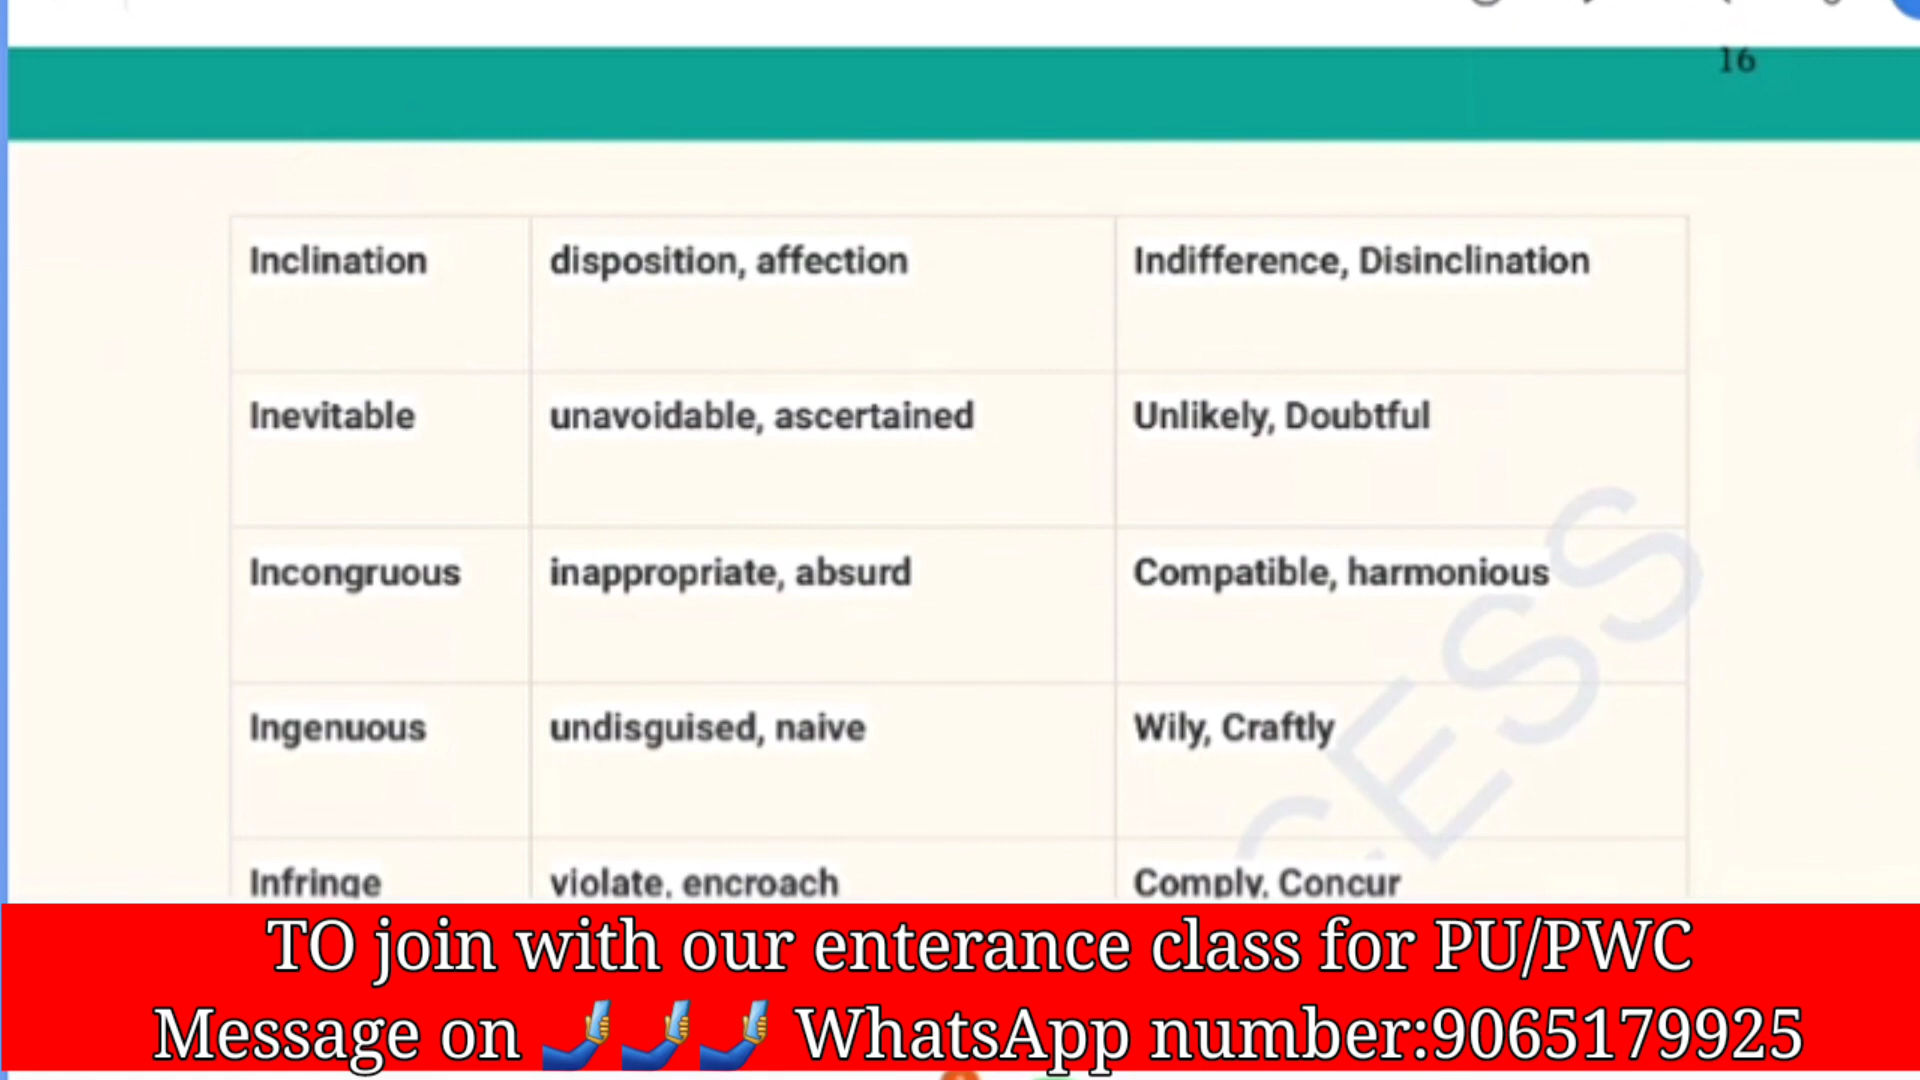 16
Inclination disposition, affection Indifference, Disinclination
Inevitable unavoidable, ascertained Unlikely, Doubtful
Incongruous inappropriate, absurd Compatible, harmonious
Ingenuous undisguised, naive Wily, Craftly
Infringe violate, encroach Comply, Concur
CESS
TO join with our enterance class for PU/PWC
Message on WhatsApp number:9065179925